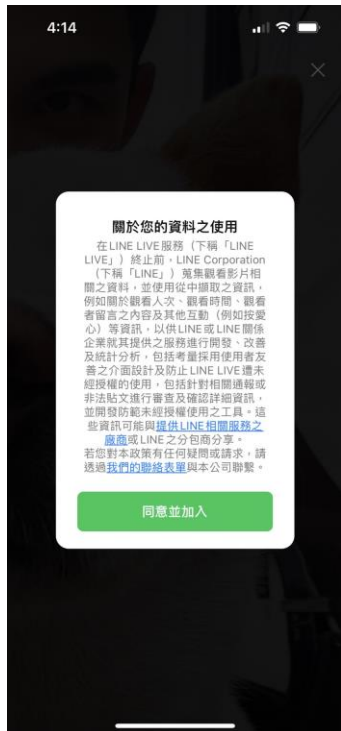 4:14
關於您的資料之使用
在LINE LIVE服務（下稱「LINE
LIVE」）終止前，LINE Corporation
（下稱「LINE」）蒐集觀看影片相
關之資料，並使用從中擷取之資訊，
例如關於觀看人次、觀看時間、觀看
者留言之內容及其他互動（例如按愛
心）等資訊，以供LINE或LINE關係
企業就其提供之服務進行開發、改善
及統計分析，包括考量採用使用者友
善之介面設計及防止LINE LIVE遭未
經授權的使用，包括針對相關通報或
非法貼文進行審查及確認詳細資訊，
並開發防範未經授權使用之工具。這
些資訊可能與提供LINE相關服務之
廠商或LINE之分包商分享。
若您對本政策有任何疑問或請求，請
透過我們的聯絡表單與本公司聯繫。
同意並加入